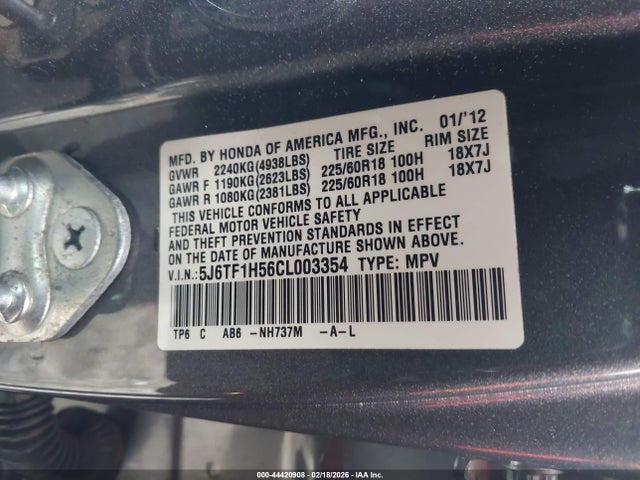 MFD. BY HONDA OF AMERICA MFG., INC. 01/'12
GVWR 2240KG(4938LBS) TIRE SIZE RIM SIZE
GAWR F 1190KG(2623LBS) 225/60R18 100H 18X7J
GAWR R 1080KG(2381LBS) 225/60R18 100H 18X7J
THIS VEHICLE CONFORMS TO ALL APPLICABLE
FEDERAL MOTOR VEHICLE SAFETY
AND THEFT PREVENTION STANDARDS IN EFFECT
ON THE DATE OF MANUFACTURE SHOWN ABOVE.
V.I.N.: 5J6TF1H56CL003354 TYPE: MPV
TP6 C AB6 -NH737M -A-L
000-44420908 - 02/18/2026 - IAA Inc.